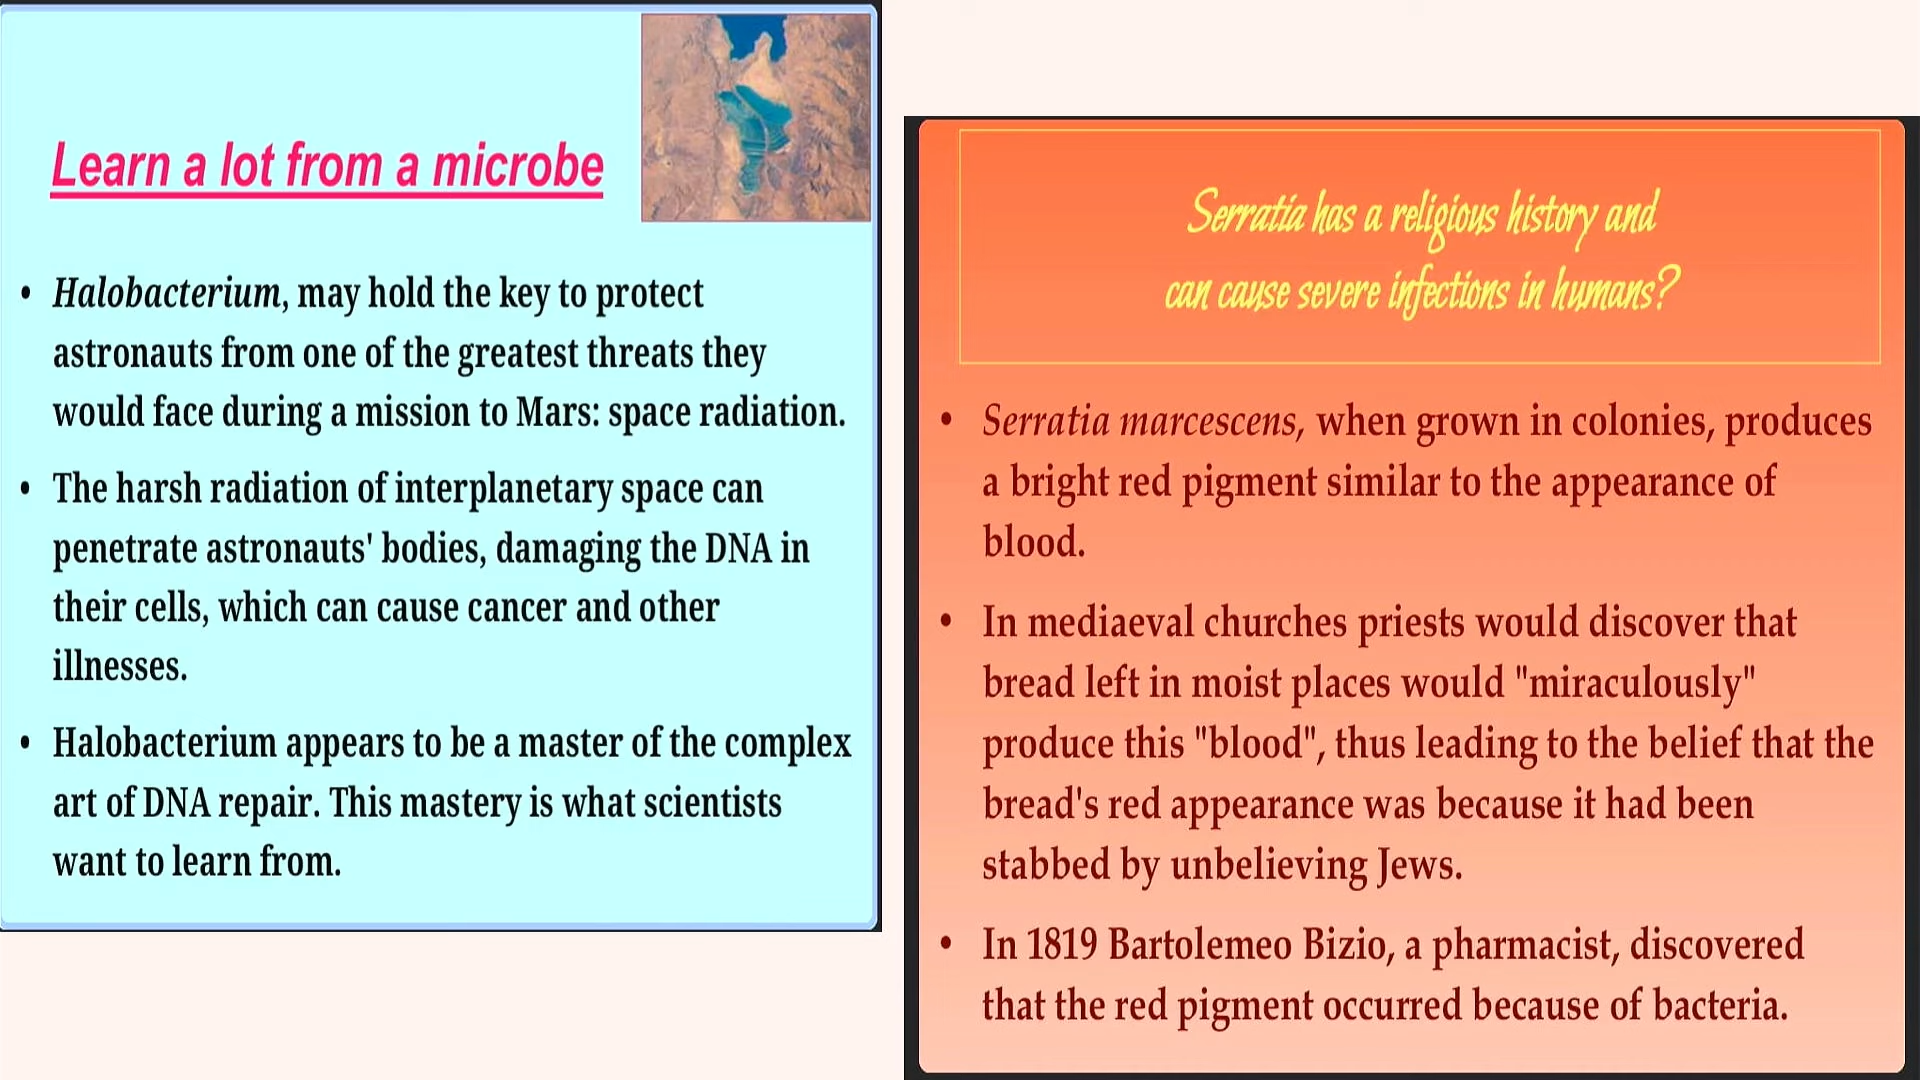 Learn a lot from a microbe
• Halobacterium, may hold the key to protect
astronauts from one of the greatest threats they
would face during a mission to Mars: space radiation.
• The harsh radiation of interplanetary space can
penetrate astronauts' bodies, damaging the DNA in
their cells, which can cause cancer and other
illnesses.
• Halobacterium appears to be a master of the complex
art of DNA repair. This mastery is what scientists
want to learn from.
Serratia has a religious history and
can cause severe infections in humans?
• Serratia marcescens, when grown in colonies, produces
a bright red pigment similar to the appearance of
blood.
• In mediaeval churches priests would discover that
bread left in moist places would "miraculously"
produce this "blood", thus leading to the belief that the
bread's red appearance was because it had been
stabbed by unbelieving Jews.
• In 1819 Bartolemeo Bizio, a pharmacist, discovered
that the red pigment occurred because of bacteria.